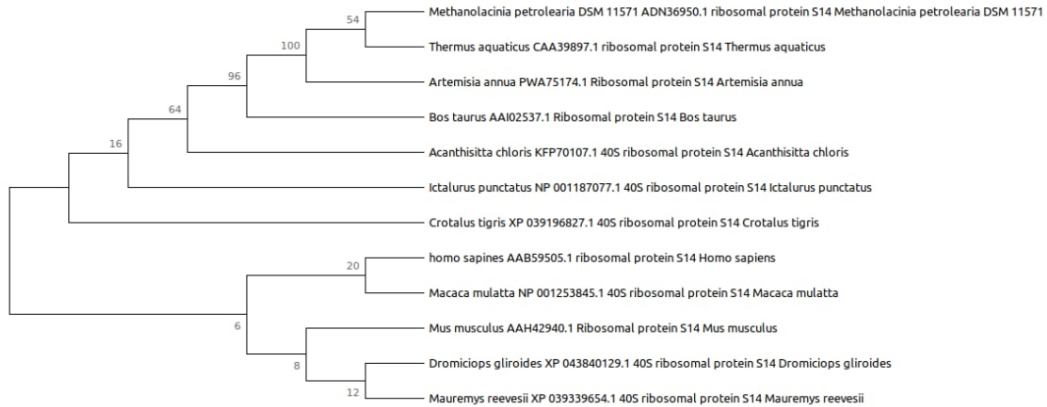 54
Methanolacinia petrolearia DSM 11571 ADN36950.1 ribosomal protein S14 Methanolacinia petrolearia DSM 11571
100
Thermus aquaticus CAA39897.1 ribosomal protein S14 Thermus aquaticus
96
Artemisia annua PWA75174.1 Ribosomal protein S14 Artemisia annua
64
Bos taurus AAI02537.1 Ribosomal protein S14 Bos taurus
16
Acanthisitta chloris KFP70107.1 40S ribosomal protein S14 Acanthisitta chloris
Ictalurus punctatus NP 001187077.1 40S ribosomal protein S14 Ictalurus punctatus
Crotalus tigris XP 039196827.1 40S ribosomal protein S14 Crotalus tigris
20
homo sapines AAB59505.1 ribosomal protein S14 Homo sapiens
Macaca mulatta NP 001253845.1 40S ribosomal protein S14 Macaca mulatta
6
Mus musculus AAH42940.1 Ribosomal protein S14 Mus musculus
8
Dromiciops gliroides XP 043840129.1 40S ribosomal protein S14 Dromiciops gliroides
12
Mauremys reevesii XP 039339654.1 40S ribosomal protein S14 Mauremys reevesii